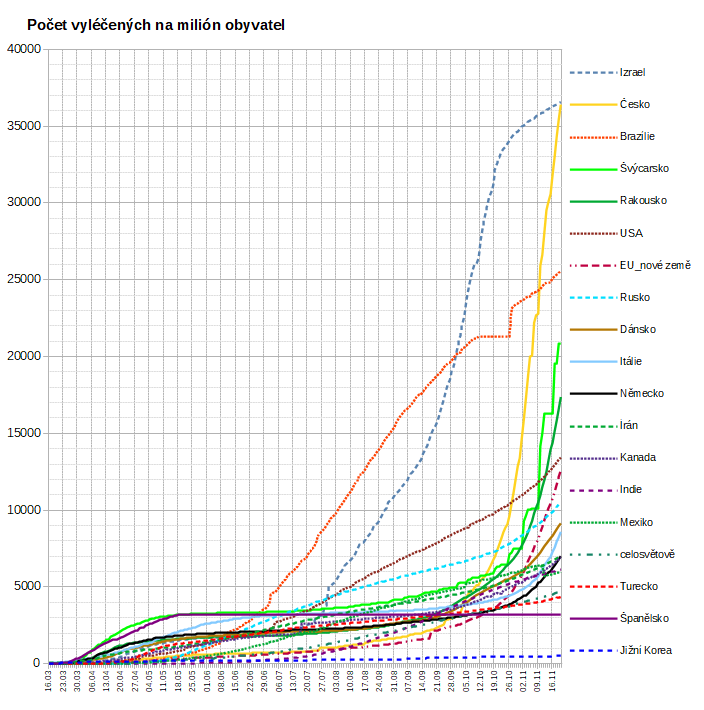 Počet vyléčených na milión obyvatel
40000
35000
30000
25000
20000
15000
10000
5000
0
16.03
23.03
30.03
06.04
13.04
20.04
27.04
04.05
11.05
18.05
25.05
01.06
08.06
15.06
22.06
29.06
06.07
13.07
20.07
27.07
03.08
10.08
17.08
24.08
31.08
07.09
14.09
21.09
28.09
05.10
12.10
19.10
26.10
02.11
09.11
16.11
Izrael
Česko
Brazílie
Švýcarsko
Rakousko
USA
EU_nové země
Rusko
Dánsko
Itálie
Německo
Írán
Kanada
Indie
Mexiko
celosvětově
Turecko
Španělsko
Jižní Korea